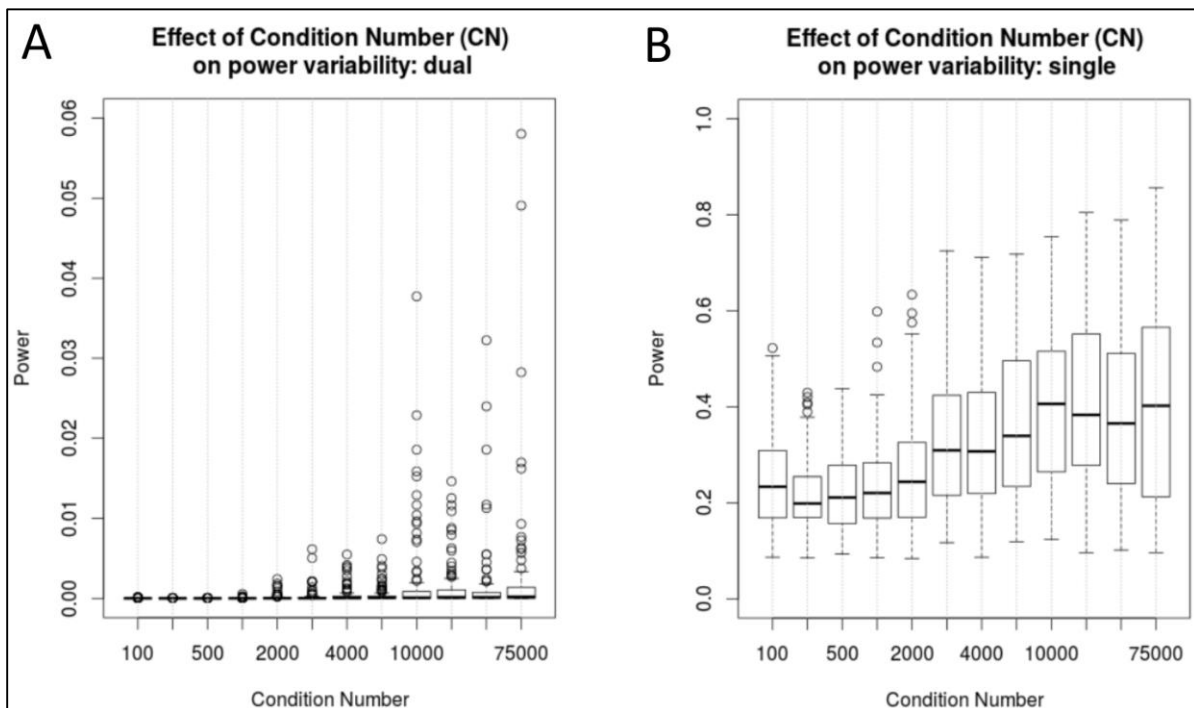 A
Effect of Condition Number (CN)
on power variability: dual
Power
0.06
0.05
0.04
0.03
0.02
0.01
0.00
100 500 2000 4000 10000 75000
Condition Number
B
Effect of Condition Number (CN)
on power variability: single
Power
1.0
0.8
0.6
0.4
0.2
0.0
100 500 2000 4000 10000 75000
Condition Number